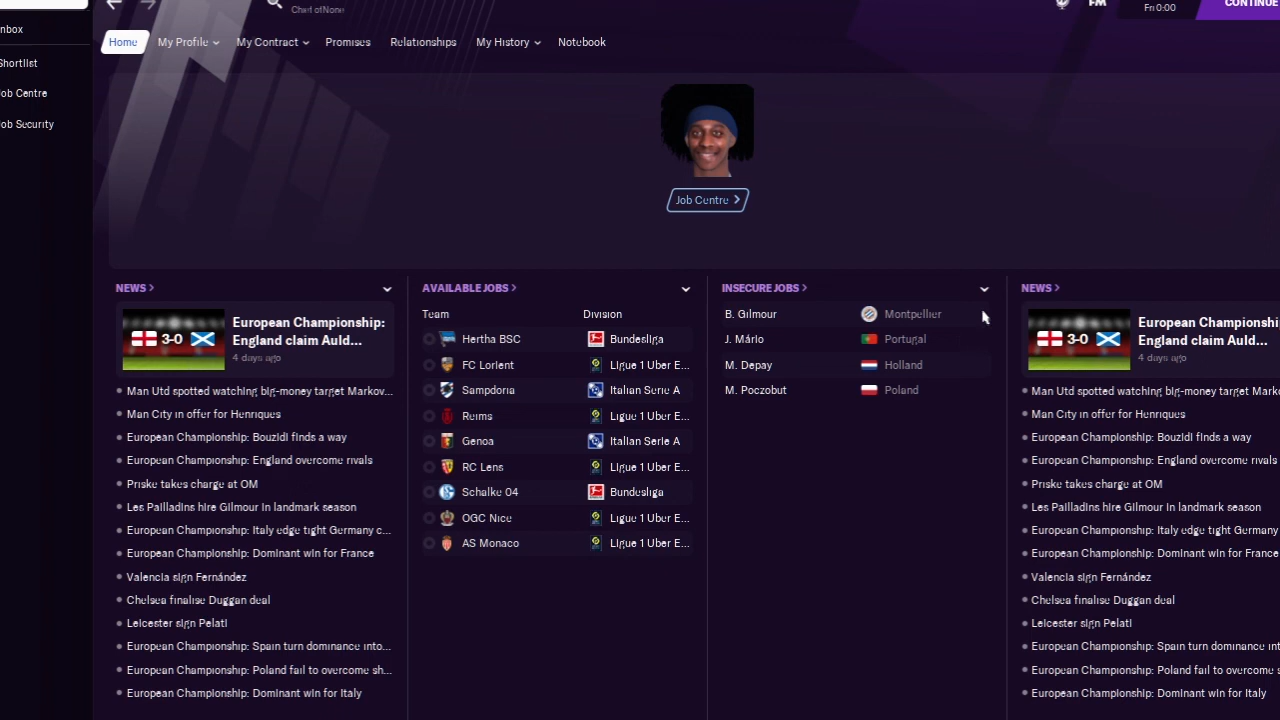 Chart of None
FM
Fri 0:00
CONTINUE
nbox
Shortlist
ob Centre
ob Security
Home
My Profile
My Contract
Promises
Relationships
My History
Notebook
Job Centre
NEWS
3-0
European Championship:
England claim Auld...
4 days ago
Man Utd spotted watching big-money target Markov...
Man City in offer for Henriques
European Championship: Bouzidi finds a way
European Championship: England overcome rivals
Priske takes charge at OM
Les Pailladins hire Gilmour in landmark season
European Championship: Italy edge tight Germany c...
European Championship: Dominant win for France
Valencia sign Fernández
Chelsea finalise Duggan deal
Leicester sign Pelati
European Championship: Spain turn dominance into...
European Championship: Poland fail to overcome sh...
European Championship: Dominant win for Italy
AVAILABLE JOBS
Team Division
Hertha BSC Bundesliga
FC Lorient Ligue 1 Uber E...
Sampdoria Italian Serie A
Reims Ligue 1 Uber E...
Genoa Italian Serie A
RC Lens Ligue 1 Uber E...
Schalke 04 Bundesliga
OGC Nice Ligue 1 Uber E...
AS Monaco Ligue 1 Uber E...
INSECURE JOBS
B. Gilmour Montpellier
J. Mário Portugal
M. Depay Holland
M. Poczobut Poland
NEWS
3-0
European Championshi
England claim Auld...
4 days ago
Man Utd spotted watching big-money target Marko
Man City in offer for Henriques
European Championship: Bouzidi finds a way
European Championship: England overcome rivals
Priske takes charge at OM
Les Pailladins hire Gilmour in landmark season
European Championship: Italy edge tight Germany
European Championship: Dominant win for France
Valencia sign Fernández
Chelsea finalise Duggan deal
Leicester sign Pelati
European Championship: Spain turn dominance int
European Championship: Poland fail to overcome s
European Championship: Dominant win for Italy